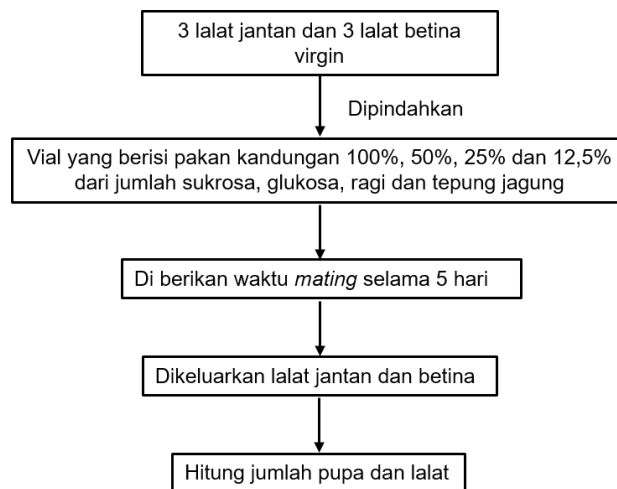 3 lalat jantan dan 3 lalat betina
virgin
Dipindahkan
Vial yang berisi pakan kandungan 100%, 50%, 25% dan 12,5%
dari jumlah sukrosa, glukosa, ragi dan tepung jagung
Di berikan waktu mating selama 5 hari
Dikeluarkan lalat jantan dan betina
Hitung jumlah pupa dan lalat